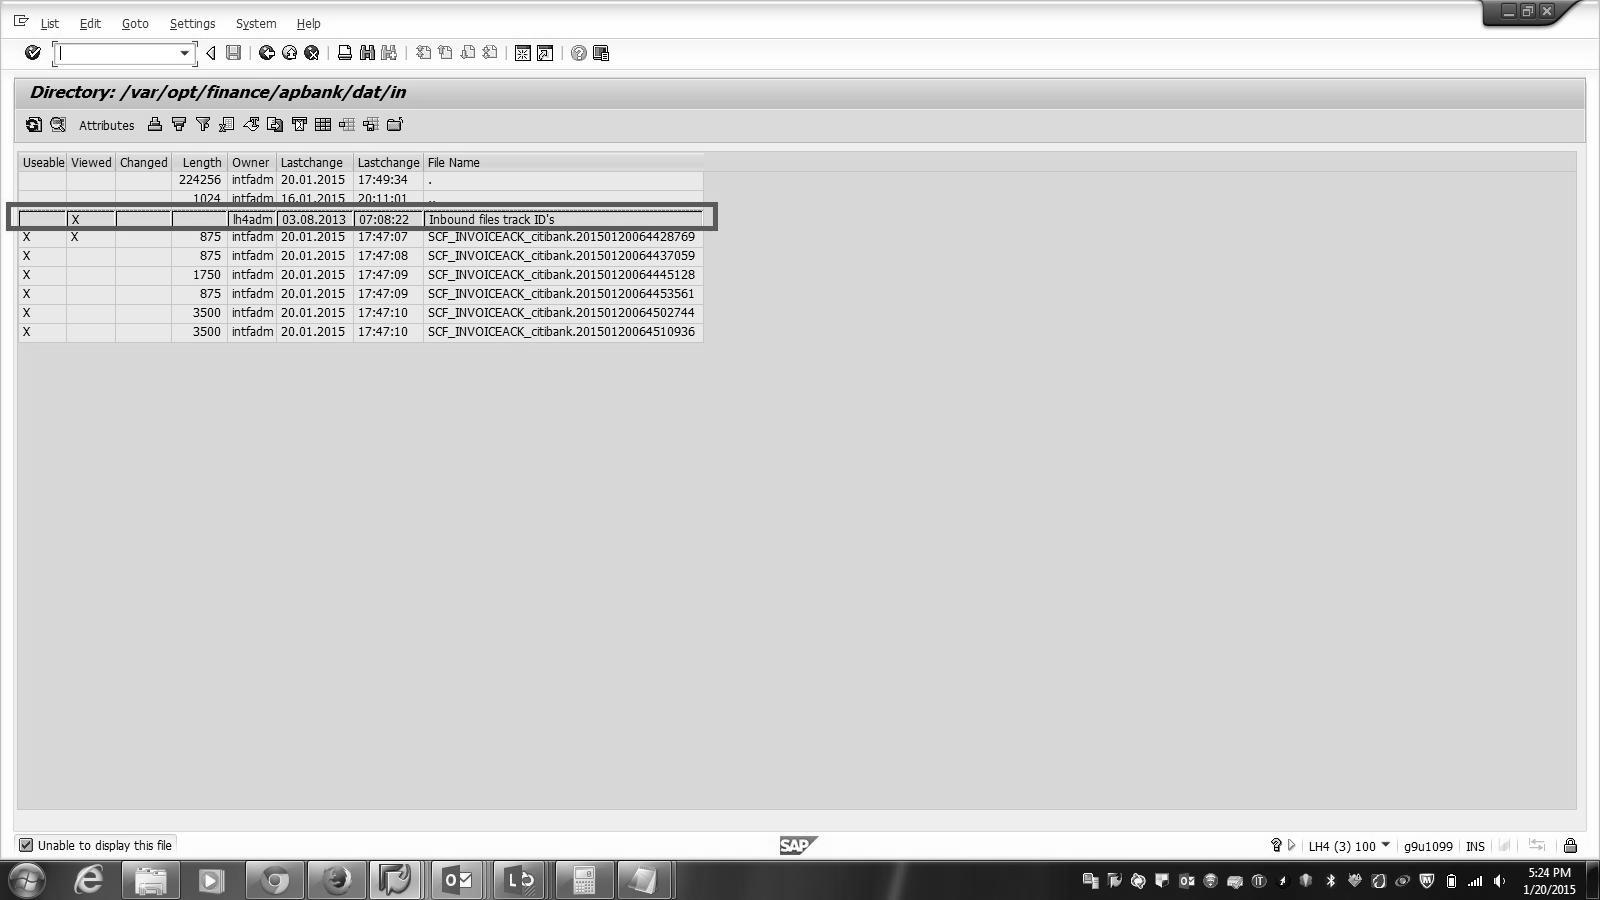 List Edit Goto Settings System Help
Directory: /var/opt/finance/apbank/dat/in
Attributes
Useable Viewed Changed Length Owner Lastchange Lastchange File Name
224256 intfadm 20.01.2015 17:49:34 .
1024 intfadm 16.01.2015 20:11:01 ..
X lh4adm 03.08.2013 07:08:22 Inbound files track ID's
X X 875 intfadm 20.01.2015 17:47:07 SCF_INVOICEACK_citibank.20150120064428769
X 875 intfadm 20.01.2015 17:47:08 SCF_INVOICEACK_citibank.20150120064437059
X 1750 intfadm 20.01.2015 17:47:09 SCF_INVOICEACK_citibank.20150120064445128
X 875 intfadm 20.01.2015 17:47:09 SCF_INVOICEACK_citibank.20150120064453561
X 3500 intfadm 20.01.2015 17:47:10 SCF_INVOICEACK_citibank.20150120064502744
X 3500 intfadm 20.01.2015 17:47:10 SCF_INVOICEACK_citibank.20150120064510936
Unable to display this file SAP LH4 (3) 100 g9u1099 INS
5:24 PM
1/20/2015